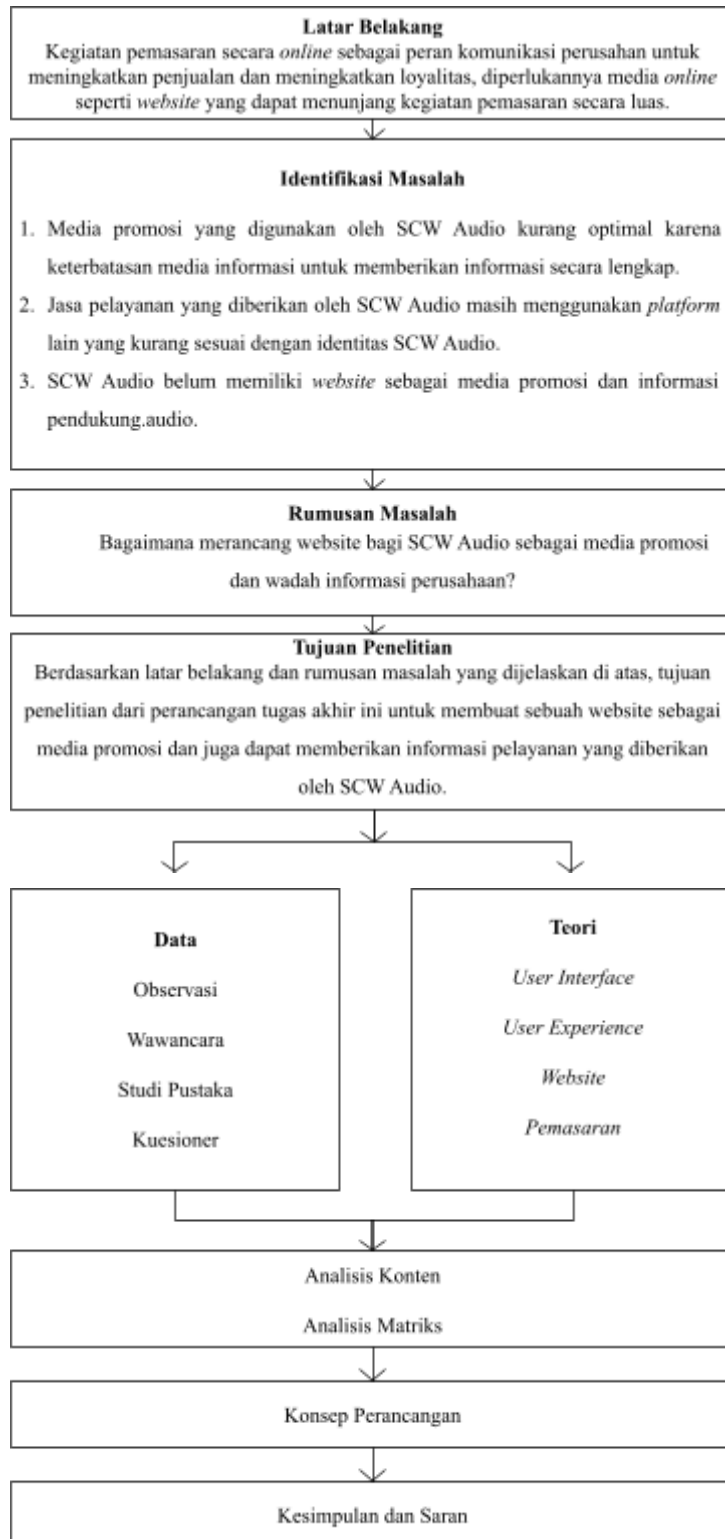 Latar Belakang
Kegiatan pemasaran secara online sebagai peran komunikasi perusahan untuk
meningkatkan penjualan dan meningkatkan loyalitas, diperlukannya media online
seperti website yang dapat menunjang kegiatan pemasaran secara luas.
Identifikasi Masalah
1. Media promosi yang digunakan oleh SCW Audio kurang optimal karena
keterbatasan media informasi untuk memberikan informasi secara lengkap.
2. Jasa pelayanan yang diberikan oleh SCW Audio masih menggunakan platform
lain yang kurang sesuai dengan identitas SCW Audio.
3. SCW Audio belum memiliki website sebagai media promosi dan informasi
pendukung.audio.
Rumusan Masalah
Bagaimana merancang website bagi SCW Audio sebagai media promosi
dan wadah informasi perusahaan?
Tujuan Penelitian
Berdasarkan latar belakang dan rumusan masalah yang dijelaskan di atas, tujuan
penelitian dari perancangan tugas akhir ini untuk membuat sebuah website sebagai
media promosi dan juga dapat memberikan informasi pelayanan yang diberikan
oleh SCW Audio.
Data
Observasi
Wawancara
Studi Pustaka
Kuesioner
Teori
User Interface
User Experience
Website
Pemasaran
Analisis Konten
Analisis Matriks
Konsep Perancangan
Kesimpulan dan Saran